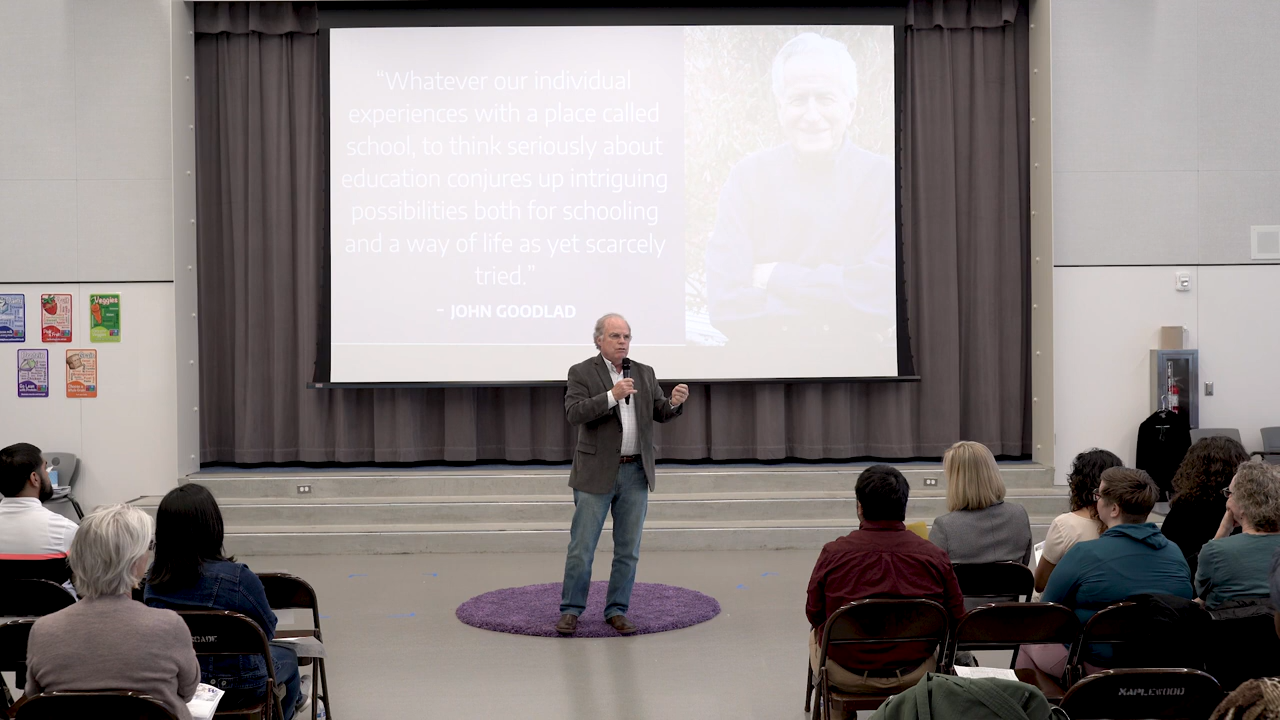 “Whatever our individual
experiences with a place called
school, to think seriously about
education conjures up intriguing
possibilities both for schooling
and a way of life as yet scarcely
tried.”
- JOHN GOODLAD
Veggies
MAPLEWOOD